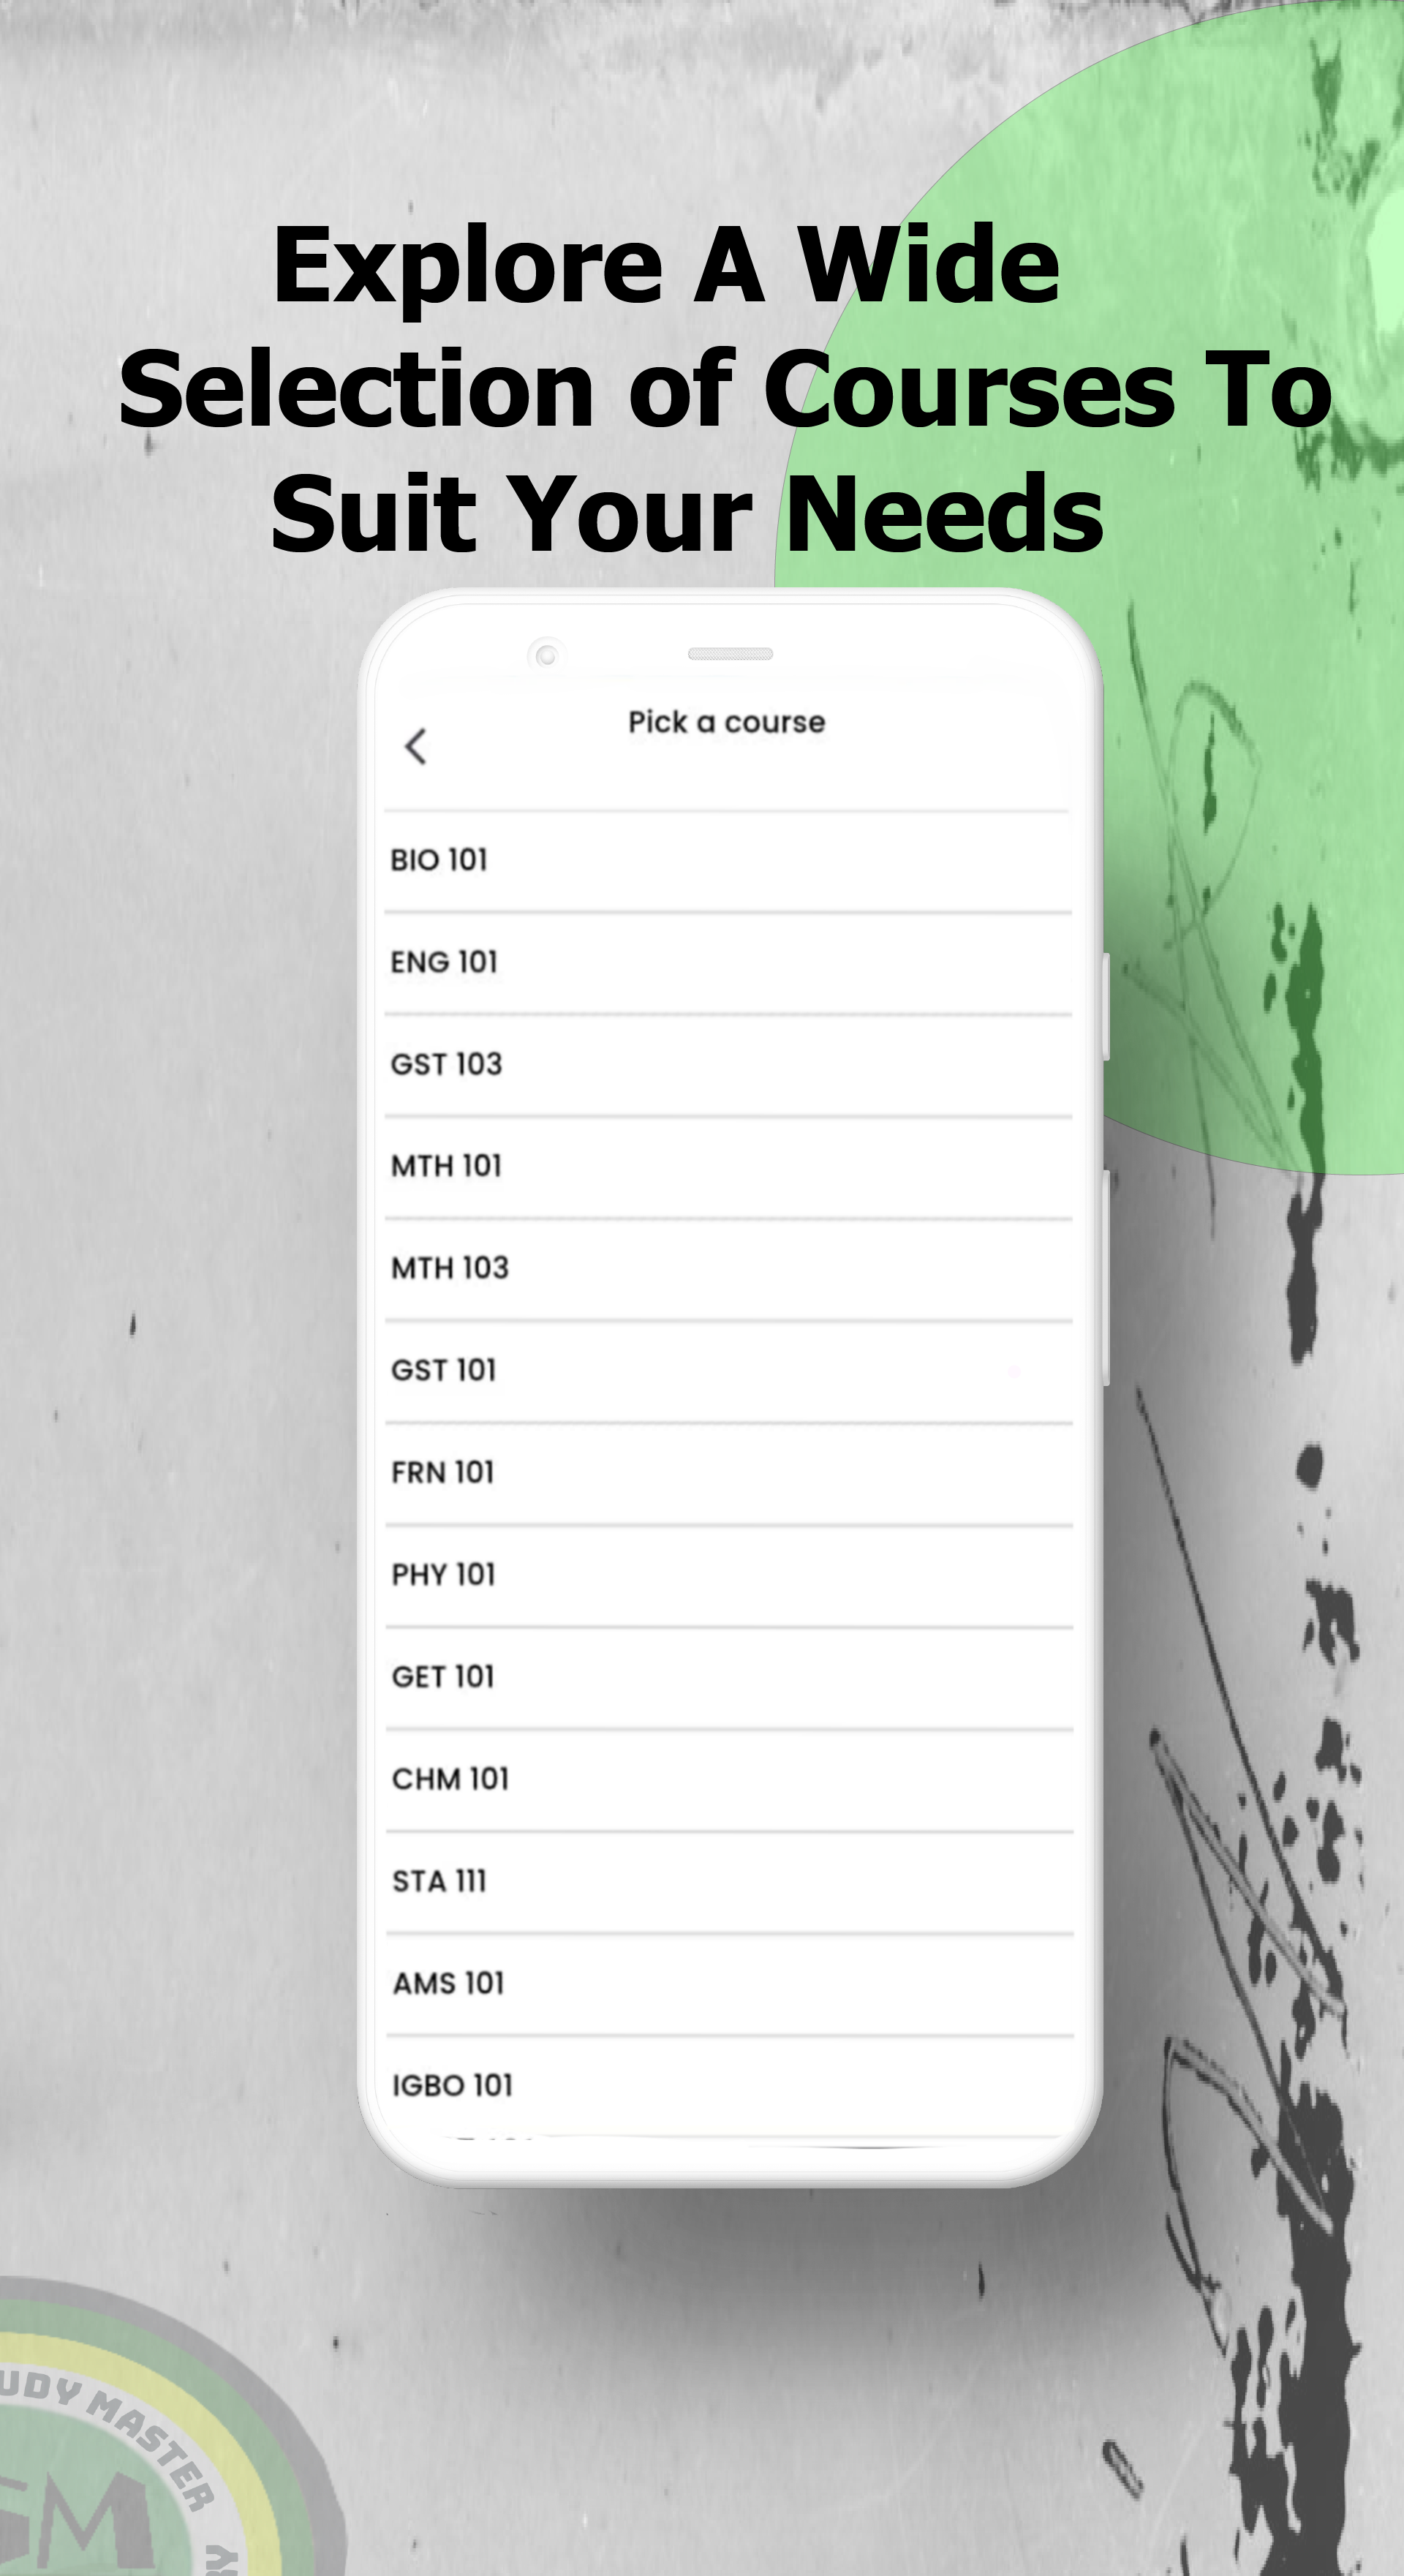 Explore A Wide
Selection of Courses To
Suit Your Needs
Pick a course
BIO 101
ENG 101
GST 103
MTH 101
MTH 103
GST 101
FRN 101
PHY 101
GET 101
CHM 101
STA 111
AMS 101
IGBO 101
MASTER